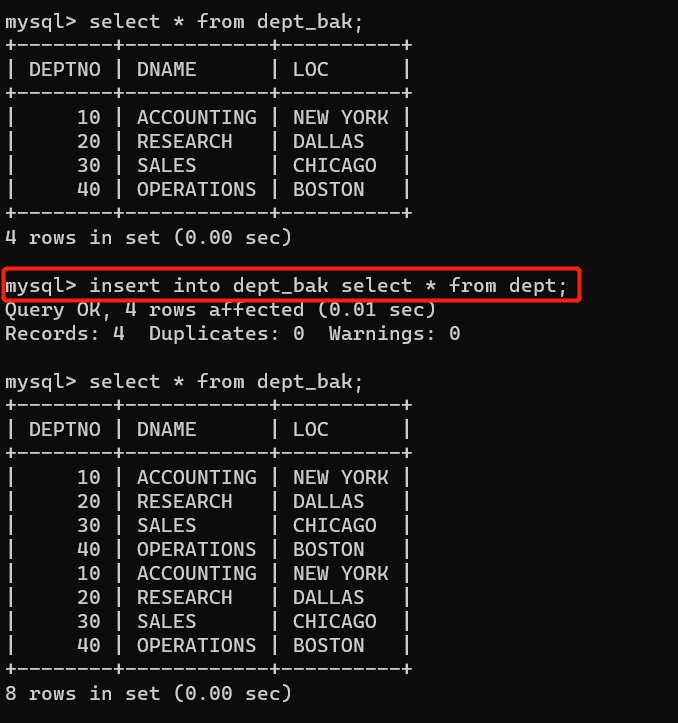 mysql> select * from dept_bak;
+--------+------------+----------+
| DEPTNO | DNAME      | LOC      |
+--------+------------+----------+
|     10 | ACCOUNTING | NEW YORK |
|     20 | RESEARCH   | DALLAS   |
|     30 | SALES      | CHICAGO  |
|     40 | OPERATIONS | BOSTON   |
+--------+------------+----------+
4 rows in set (0.00 sec)
mysql> insert into dept_bak select * from dept;
Query OK, 4 rows affected (0.01 sec)
Records: 4  Duplicates: 0  Warnings: 0
mysql> select * from dept_bak;
+--------+------------+----------+
| DEPTNO | DNAME      | LOC      |
+--------+------------+----------+
|     10 | ACCOUNTING | NEW YORK |
|     20 | RESEARCH   | DALLAS   |
|     30 | SALES      | CHICAGO  |
|     40 | OPERATIONS | BOSTON   |
|     10 | ACCOUNTING | NEW YORK |
|     20 | RESEARCH   | DALLAS   |
|     30 | SALES      | CHICAGO  |
|     40 | OPERATIONS | BOSTON   |
+--------+------------+----------+
8 rows in set (0.00 sec)